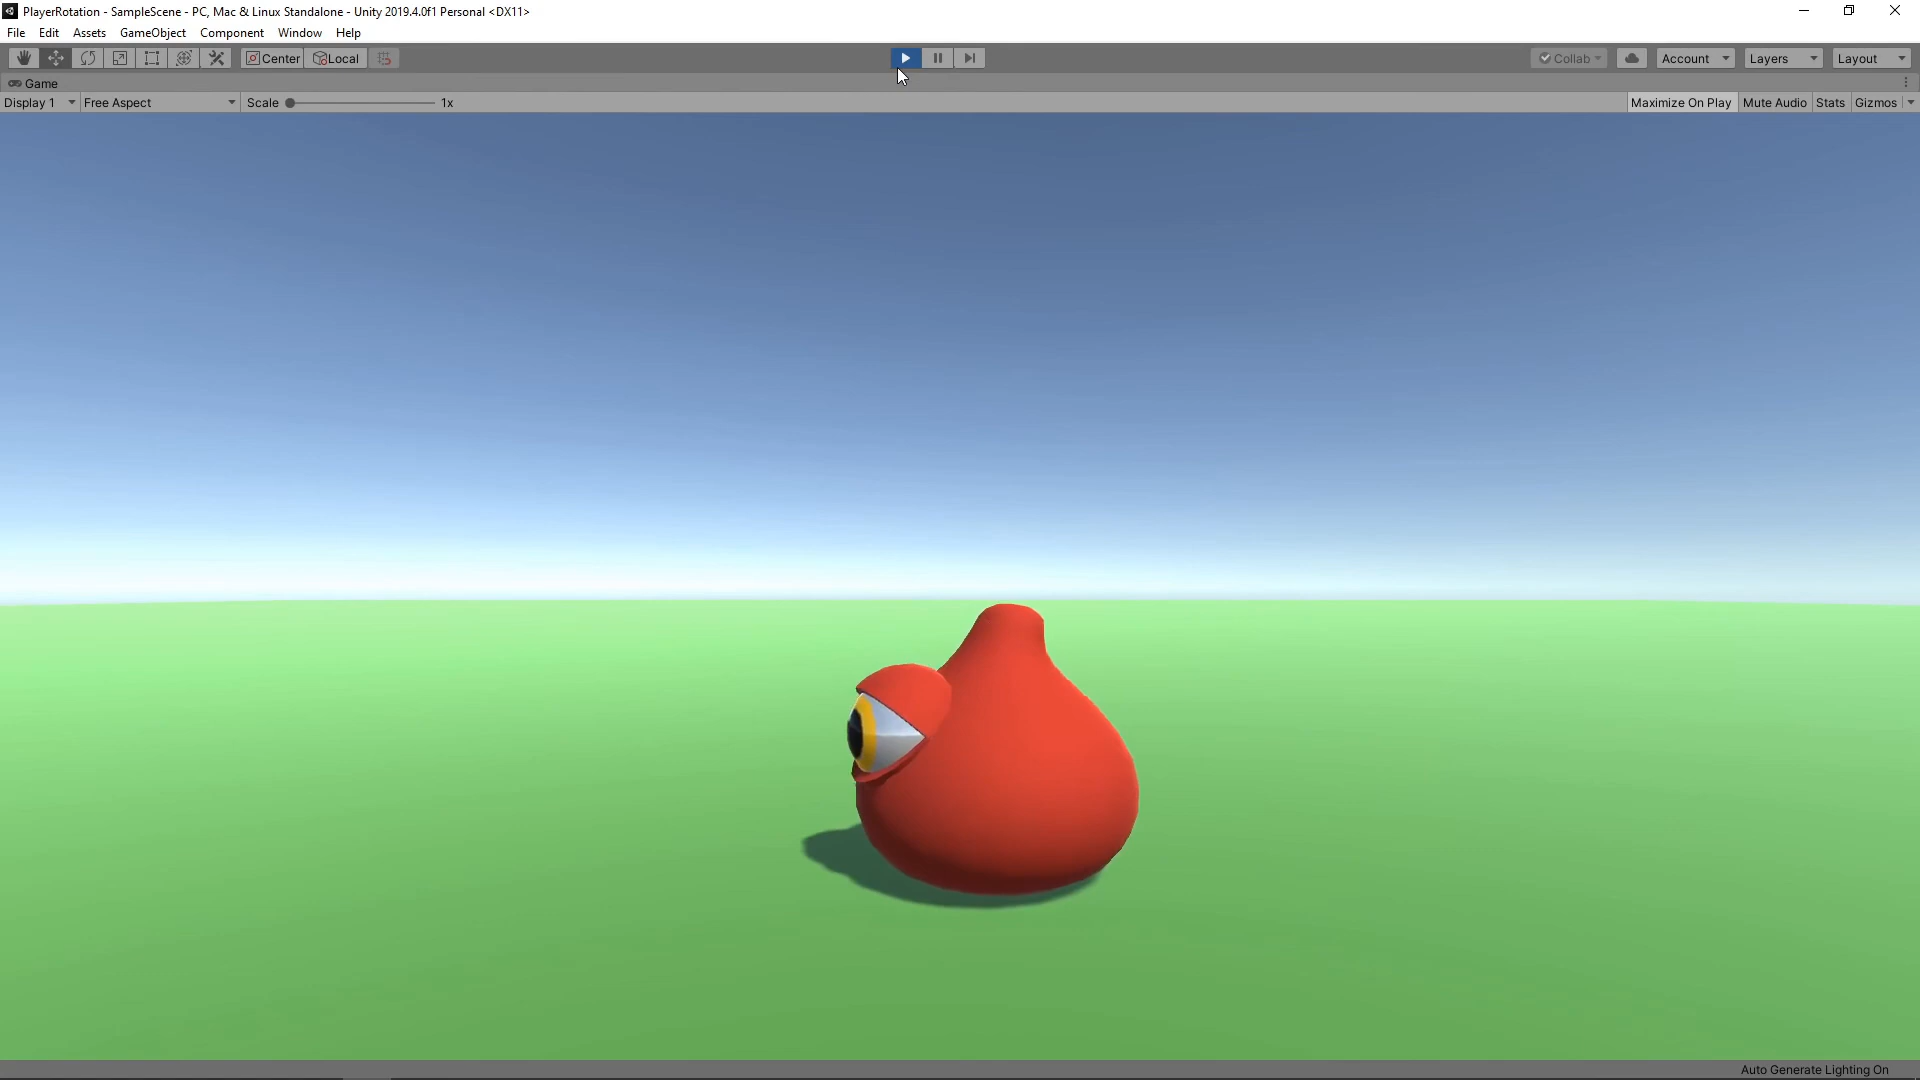 PlayerRotation - SampleScene - PC, Mac & Linux Standalone - Unity 2019.4.0f1 Personal <DX11>
File Edit Assets GameObject Component Window Help
Center Local Collab Account Layers Layout
Game
Display 1 Free Aspect Scale 1x Maximize On Play Mute Audio Stats Gizmos
Auto Generate Lighting On